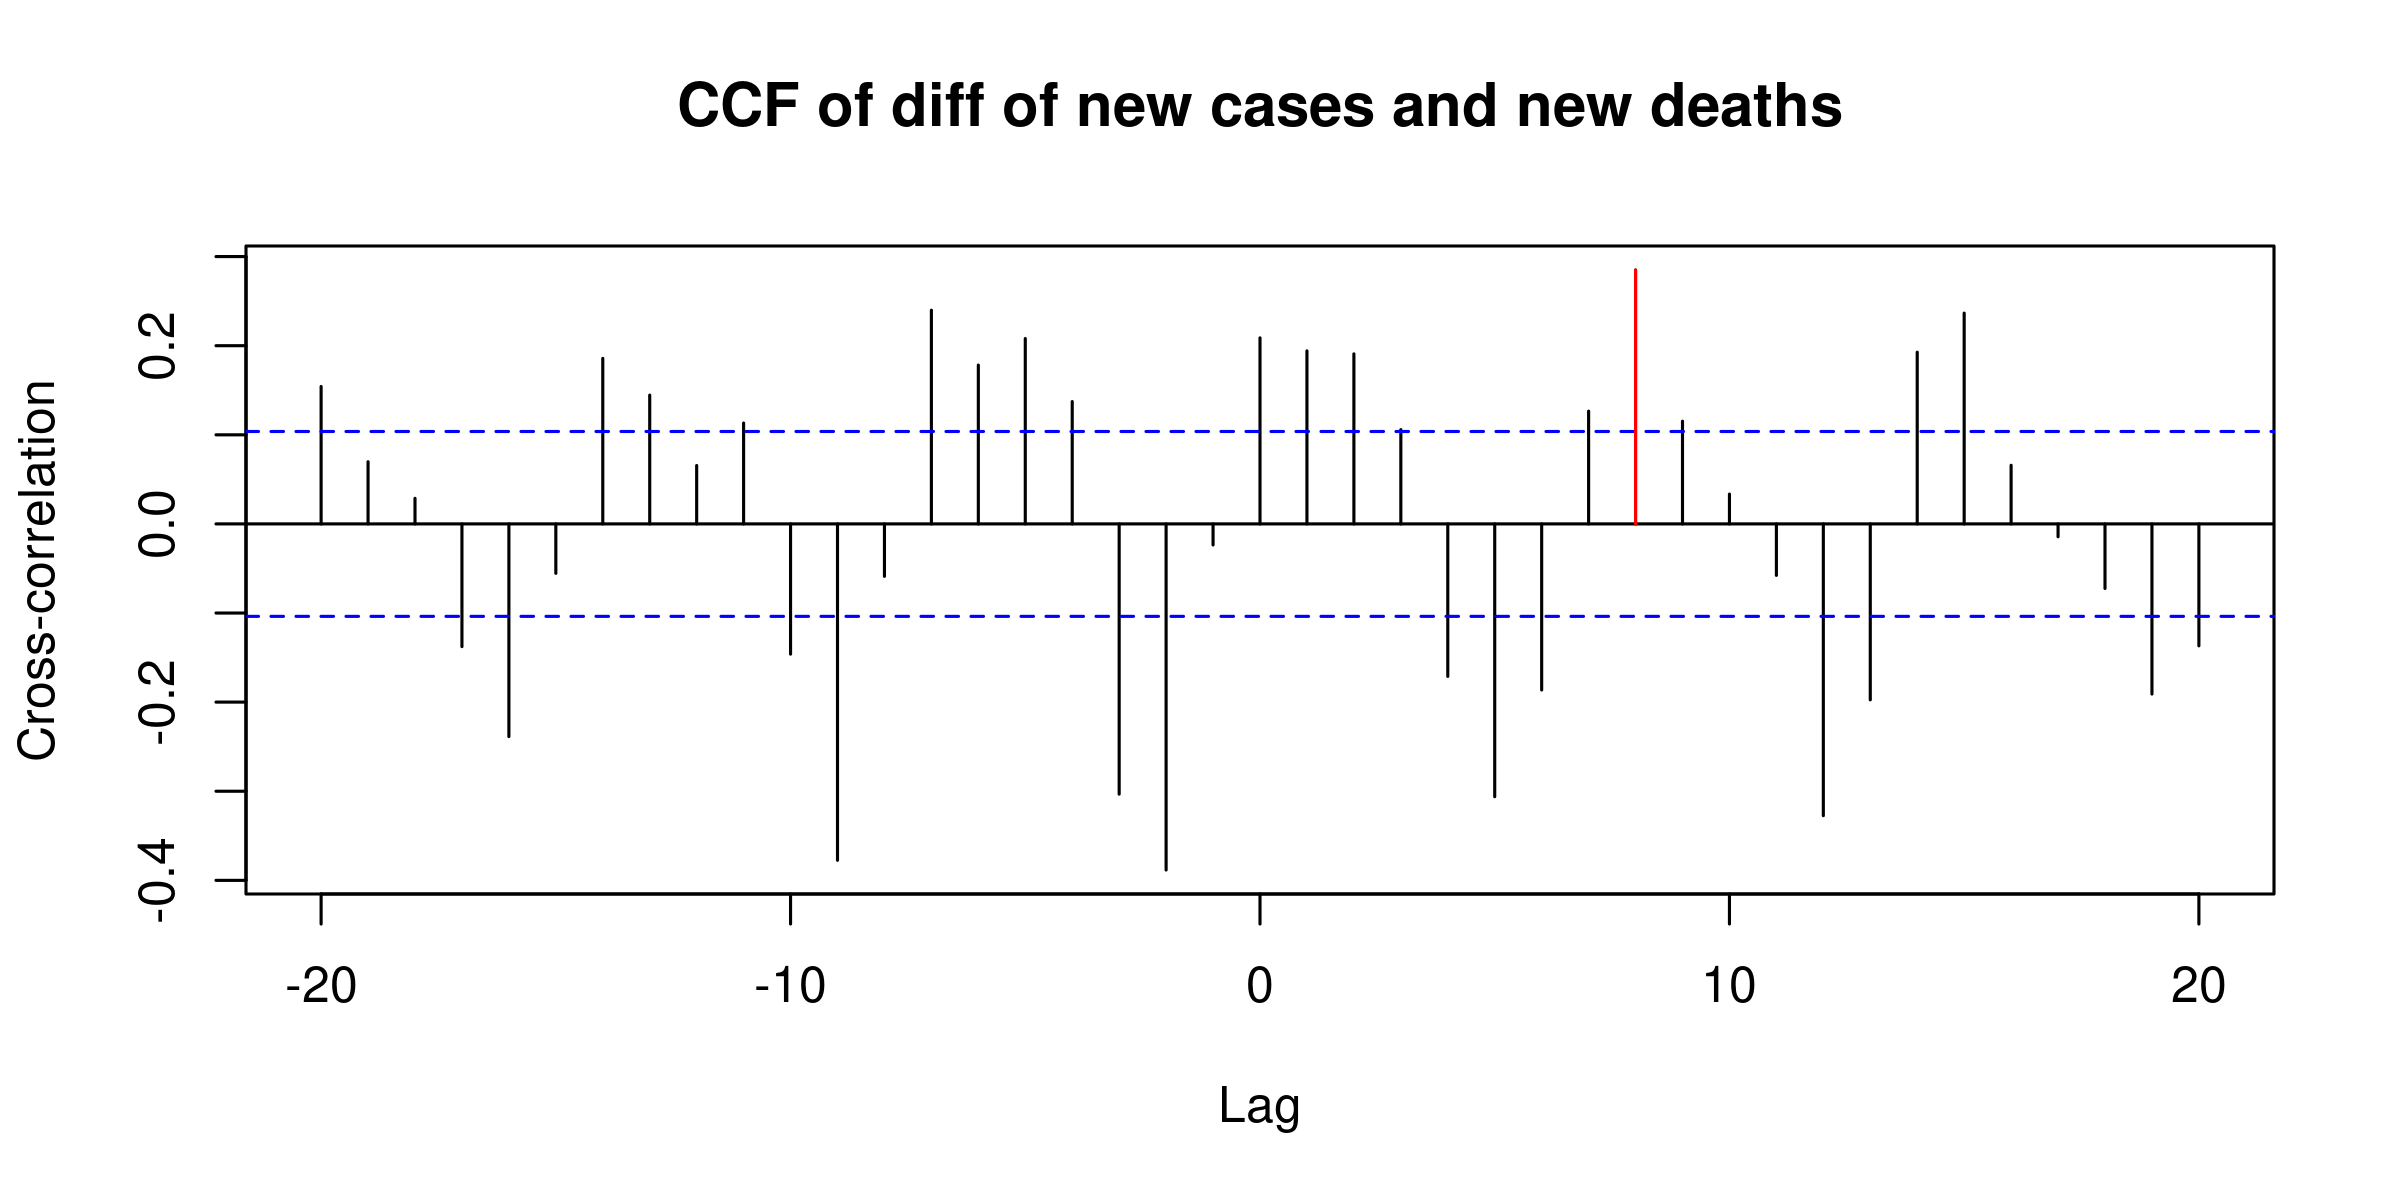 CCF of diff of new cases and new deaths
Cross-correlation
0.2
0.0
-0.2
-0.4
-20 -10 0 10 20
Lag